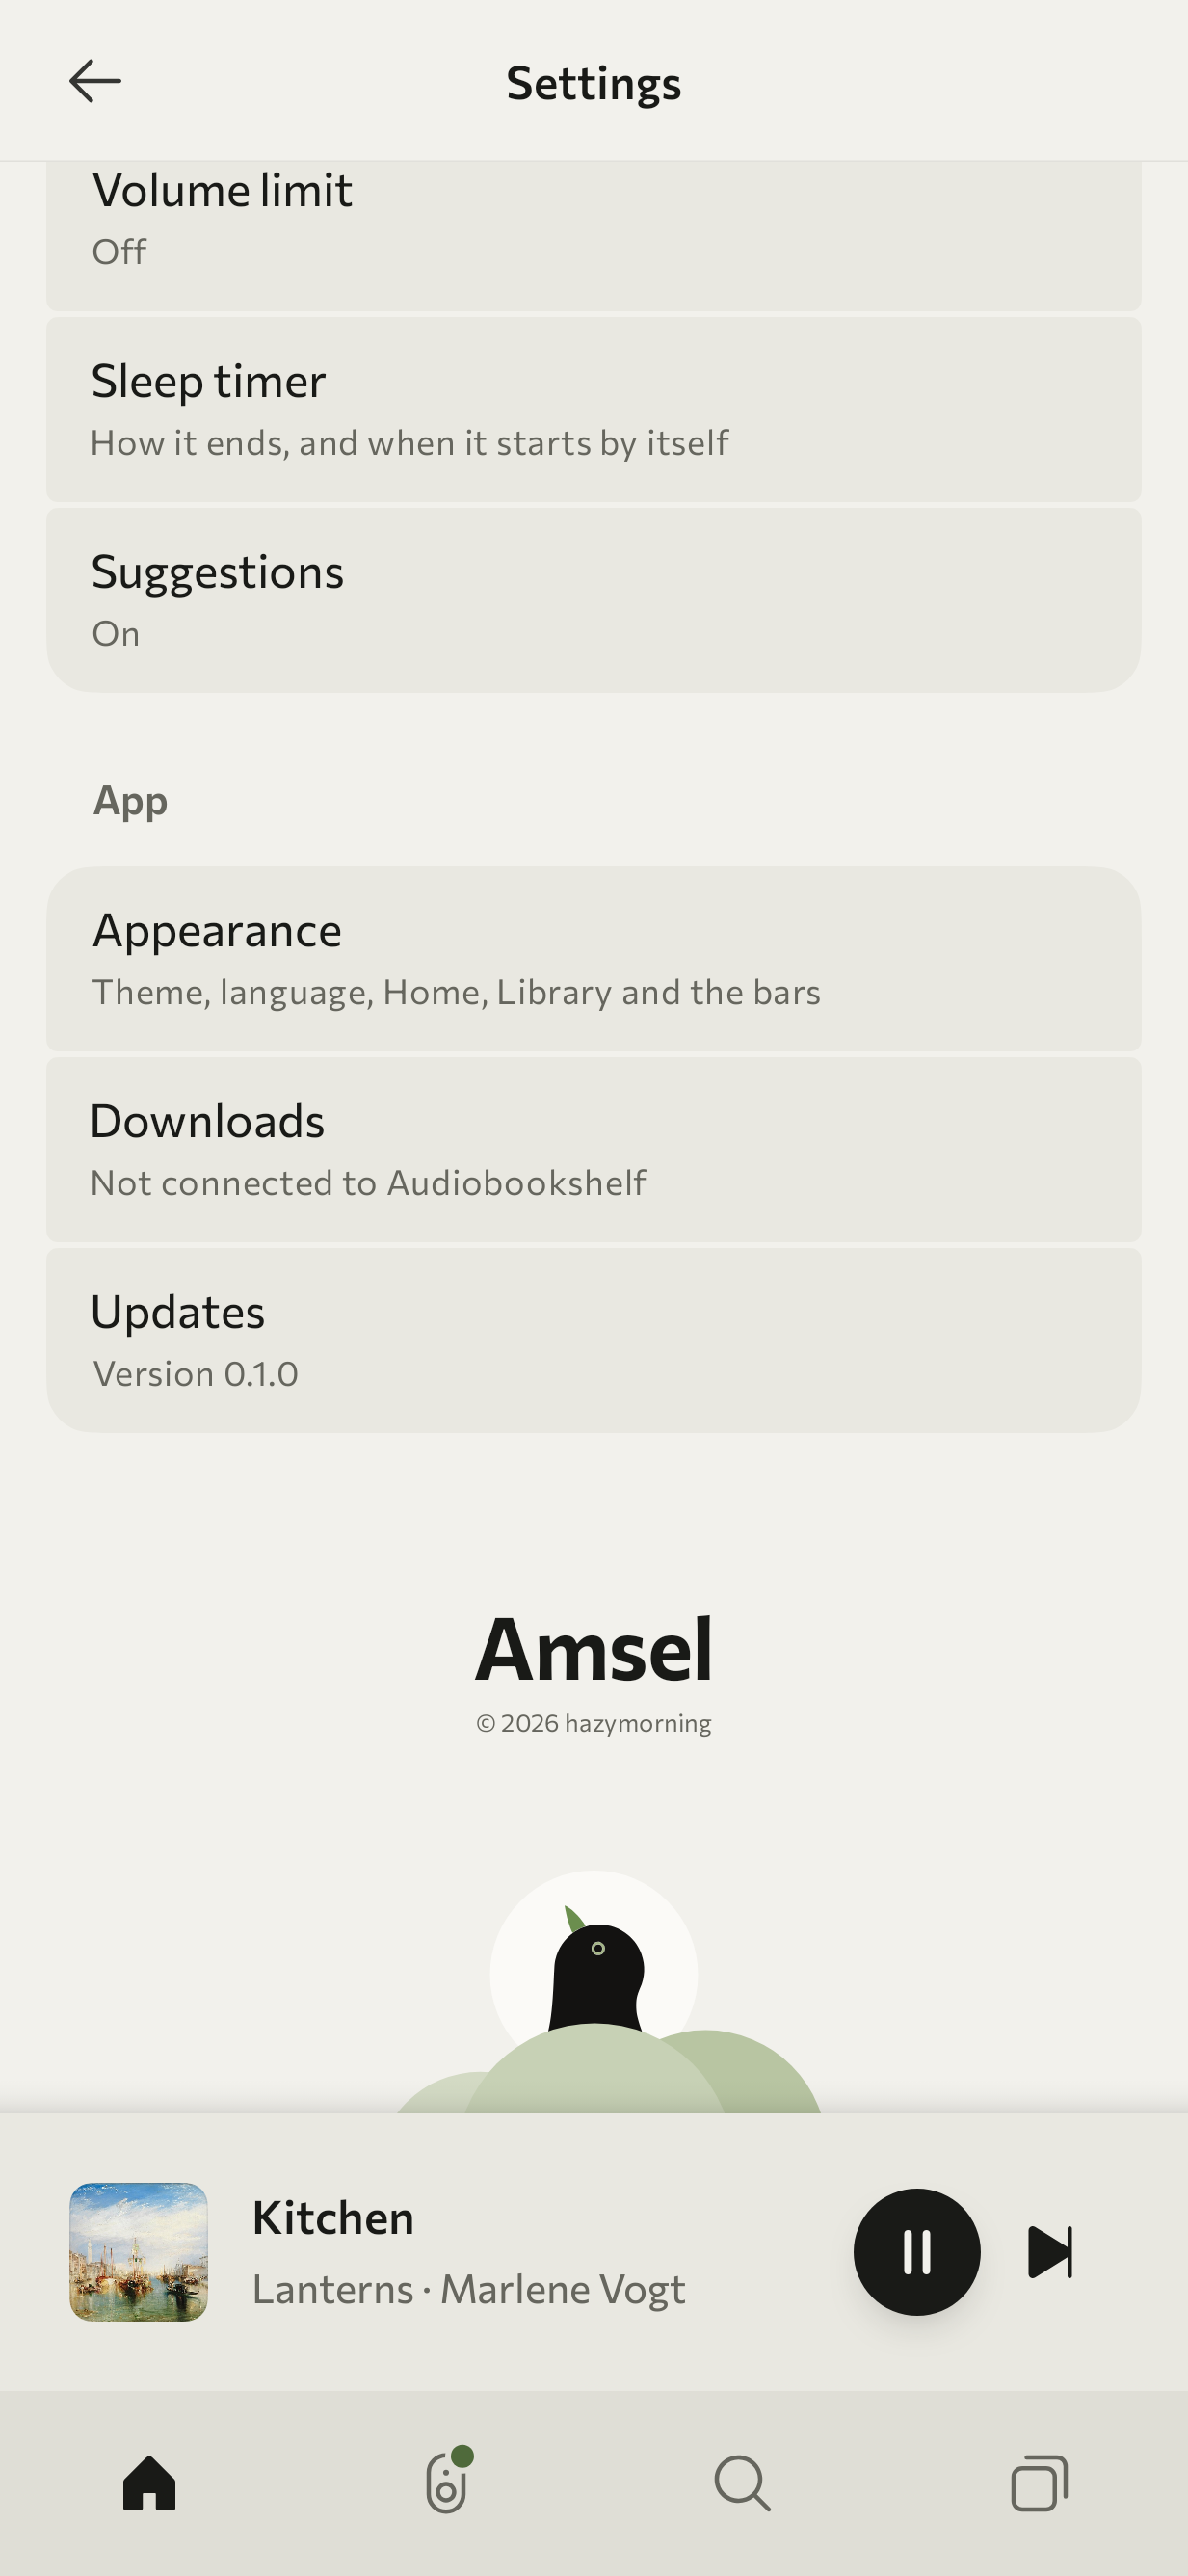 Settings
Volume limit
Off
Sleep timer
How it ends, and when it starts by itself
Suggestions
On
App
Appearance
Theme, language, Home, Library and the bars
Downloads
Not connected to Audiobookshelf
Updates
Version 0.1.0
Amsel
© 2026 hazymorning
Kitchen
Lanterns · Marlene Vogt